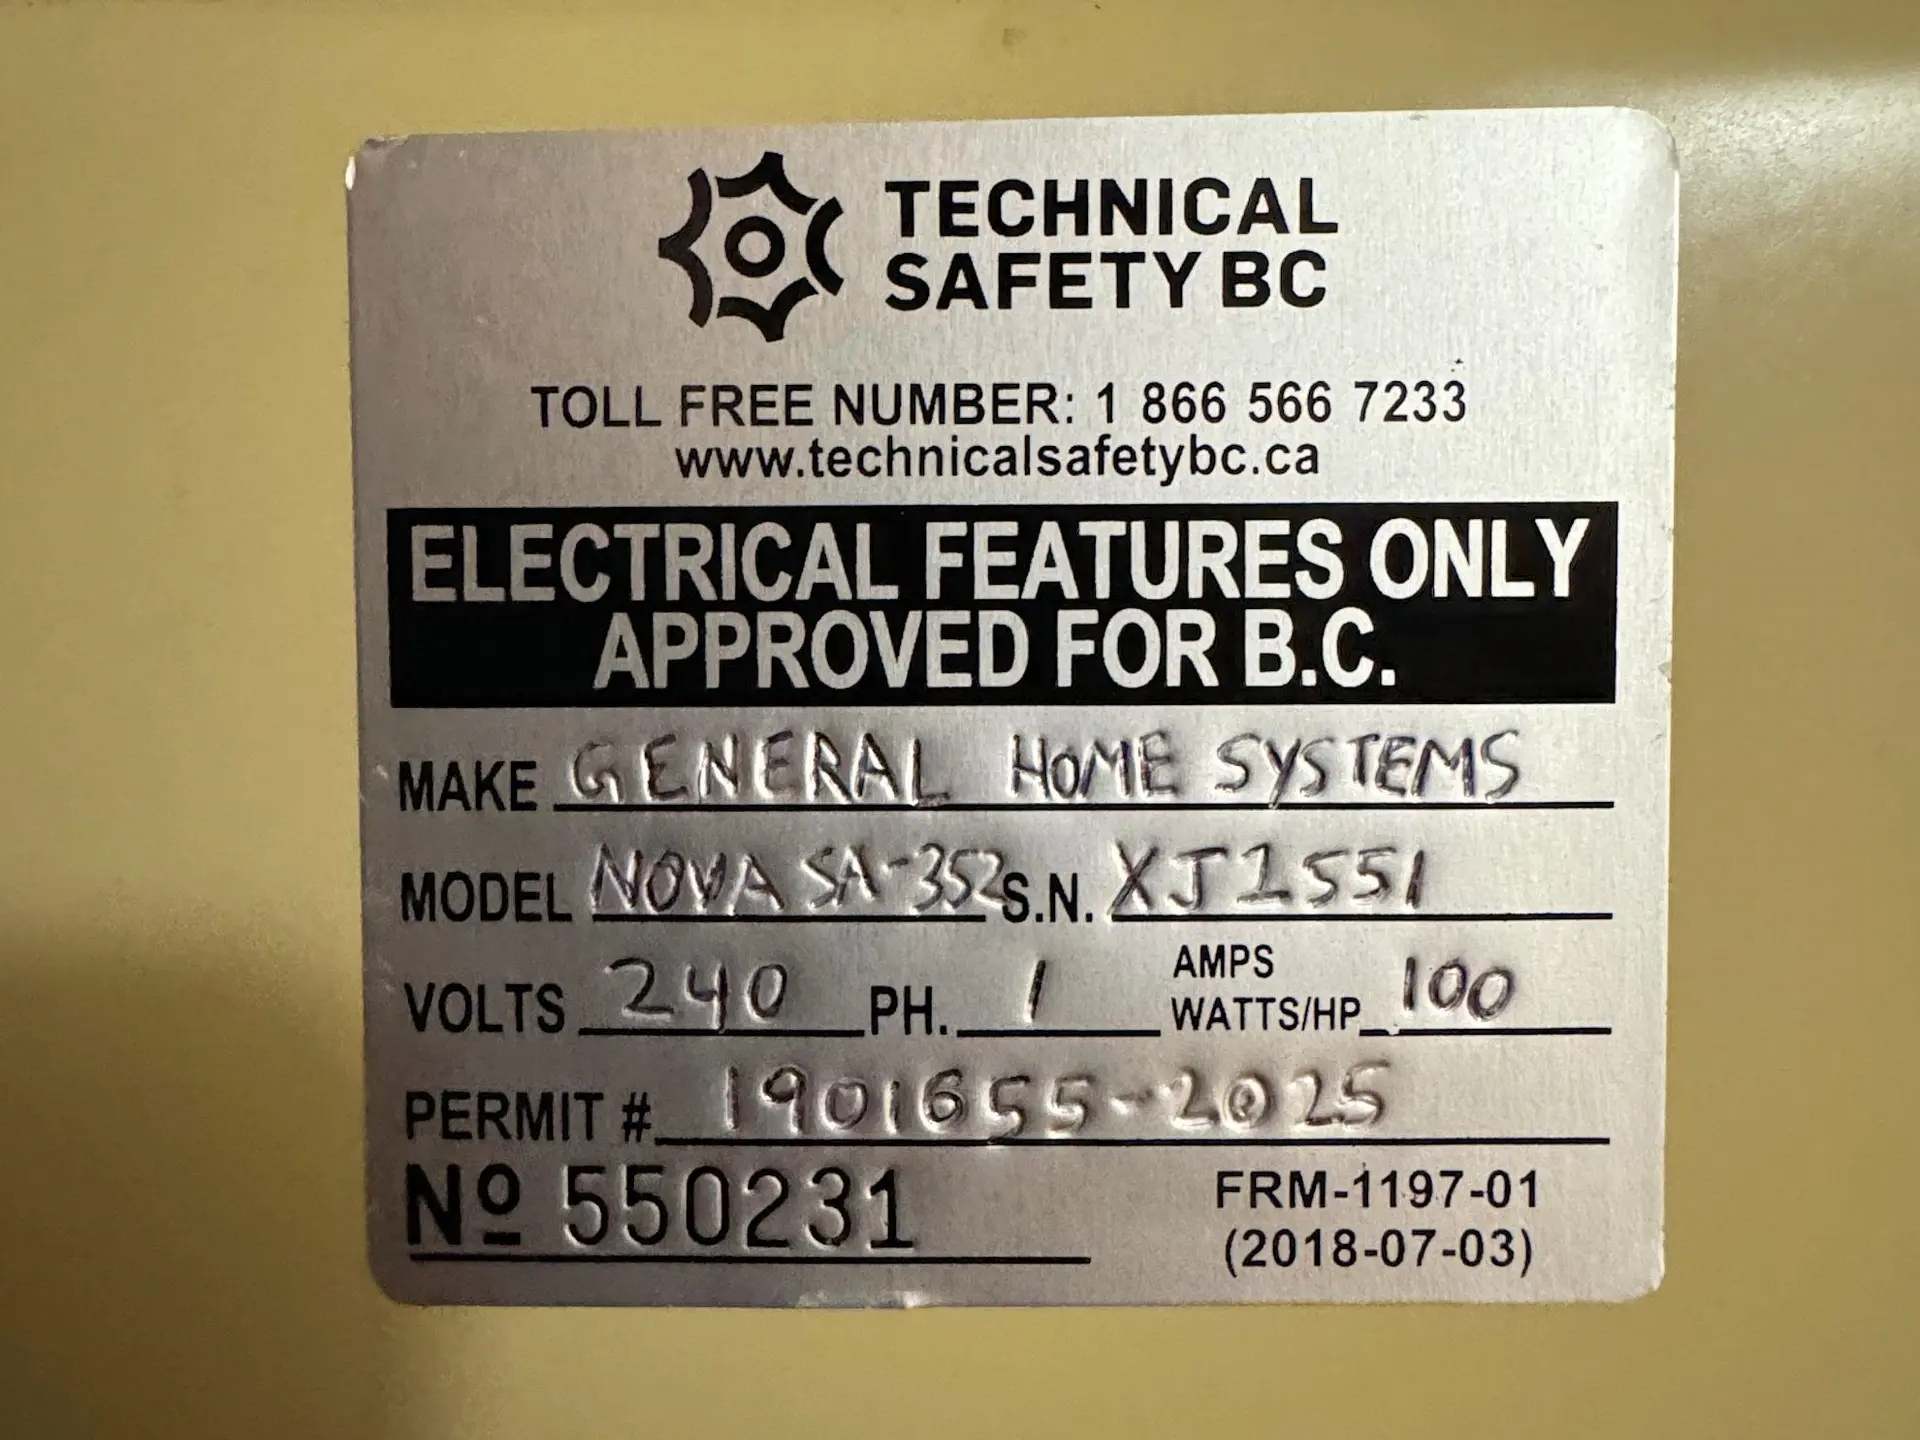 TECHNICAL
SAFETY BC
TOLL FREE NUMBER: 1 866 566 7233
www.technicalsafetybc.ca
ELECTRICAL FEATURES ONLY
APPROVED FOR B.C.
MAKE GENERAL HOME SYSTEMS
MODEL NOVA SA-352 S.N. XJ1551
VOLTS 240 PH. 1 AMPS WATTS/HP 100
PERMIT # 1901655-2025
Nº 550231
FRM-1197-01
(2018-07-03)